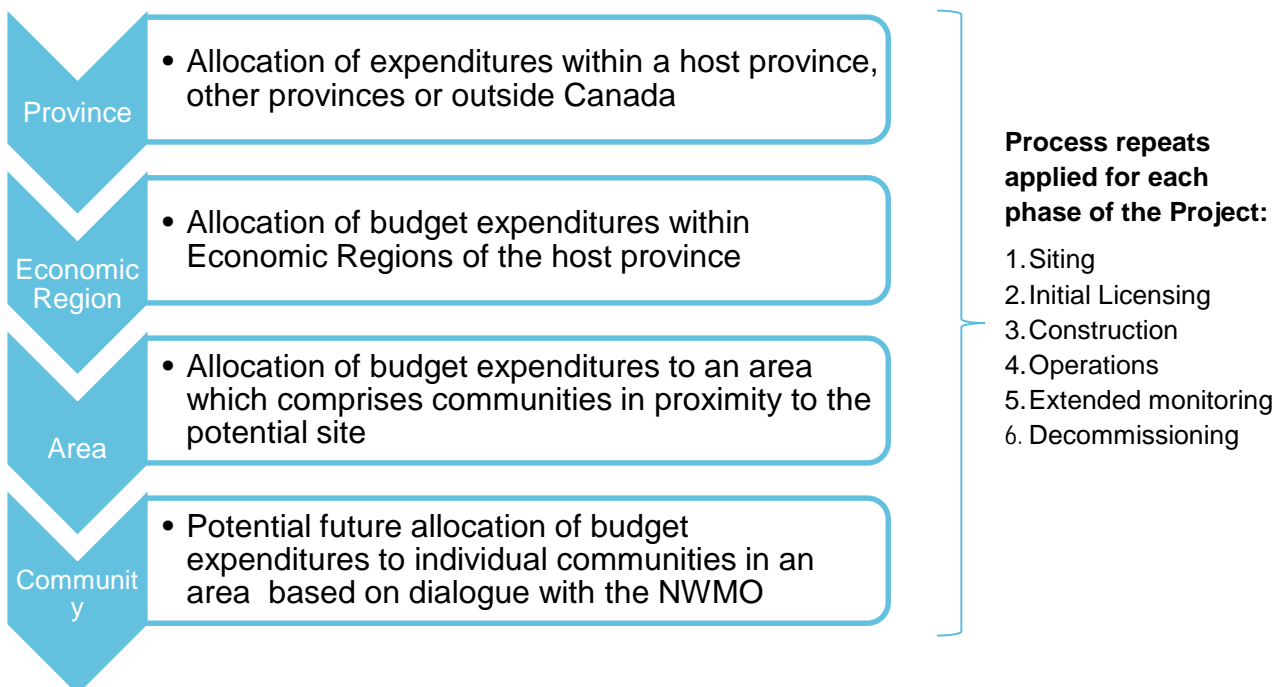 Province
• Allocation of expenditures within a host province,
other provinces or outside Canada
Economic
Region
• Allocation of budget expenditures within
Economic Regions of the host province
Area
• Allocation of budget expenditures to an area
which comprises communities in proximity to the
potential site
Communit
y
• Potential future allocation of budget
expenditures to individual communities in an
area based on dialogue with the NWMO
Process repeats
applied for each
phase of the Project:
1.Siting
2.Initial Licensing
3.Construction
4.Operations
5.Extended monitoring
6. Decommissioning